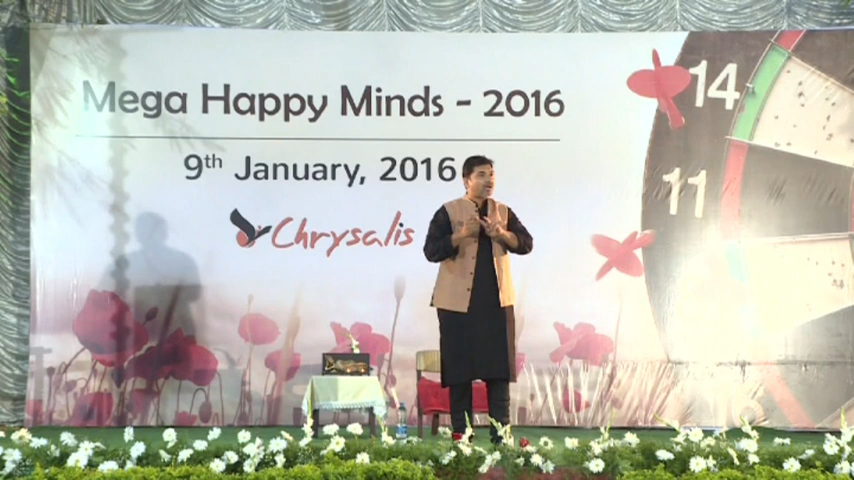 Mega Happy Minds - 2016
9th January, 2016
Chrysalis
14
11